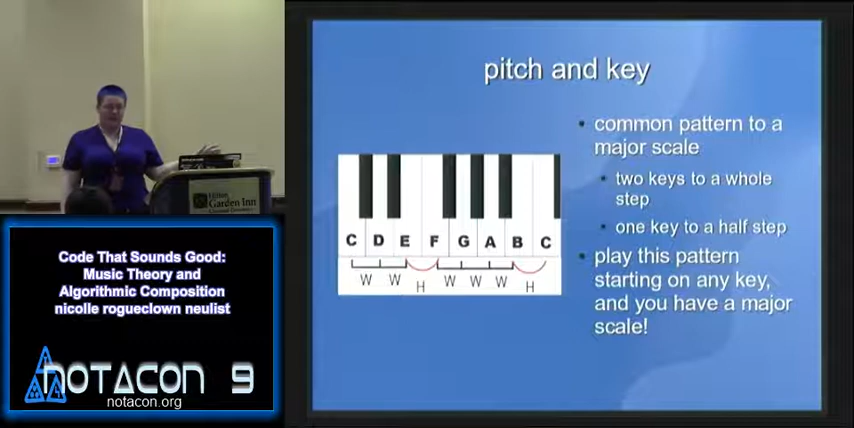 pitch and key
common pattern to a
major scale
two keys to a whole
step
one key to a half step
play this pattern
starting on any key,
and you have a major
scale!
C D E F G A B C
W W H W W W H
Garden Inn
Code That Sounds Good:
Music Theory and
Algorithmic Composition
nicolle rogueclown neulist
NOTACON 9
notacon.org